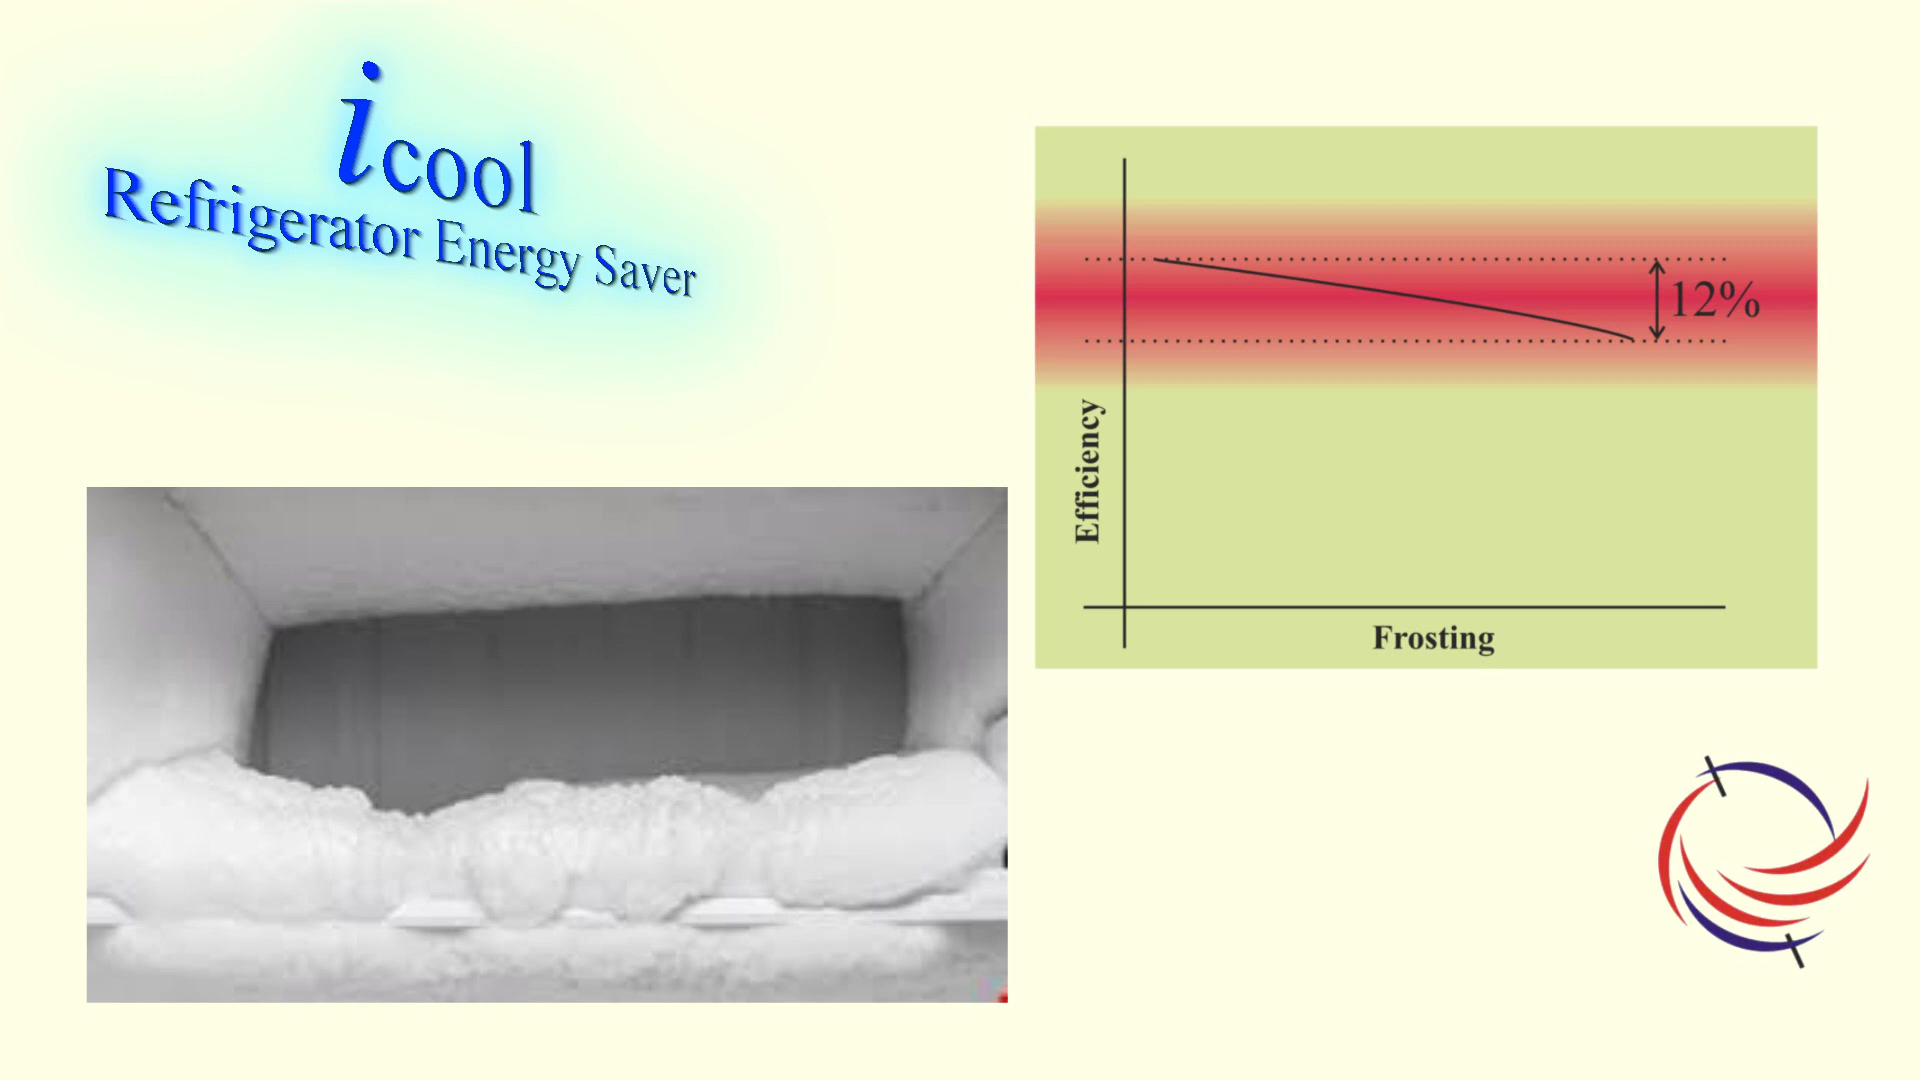 icool
Refrigerator Energy Saver
12%
Efficiency
Frosting